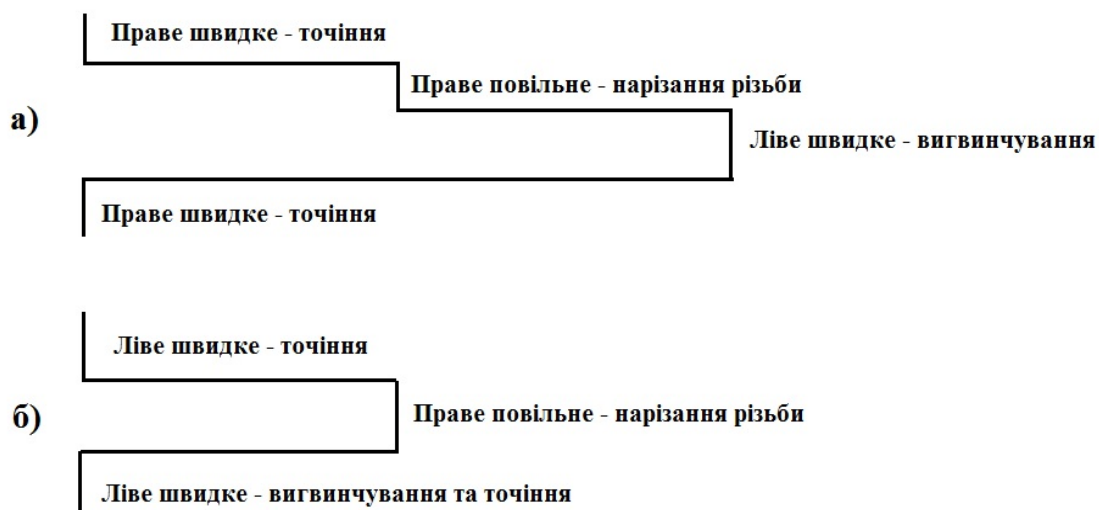 Праве швидке - точіння
Праве повільне - нарізання різьби
а)
Ліве швидке - вигвинчування
Праве швидке - точіння
Ліве швидке - точіння
б)
Праве повільне - нарізання різьби
Ліве швидке - вигвинчування та точіння